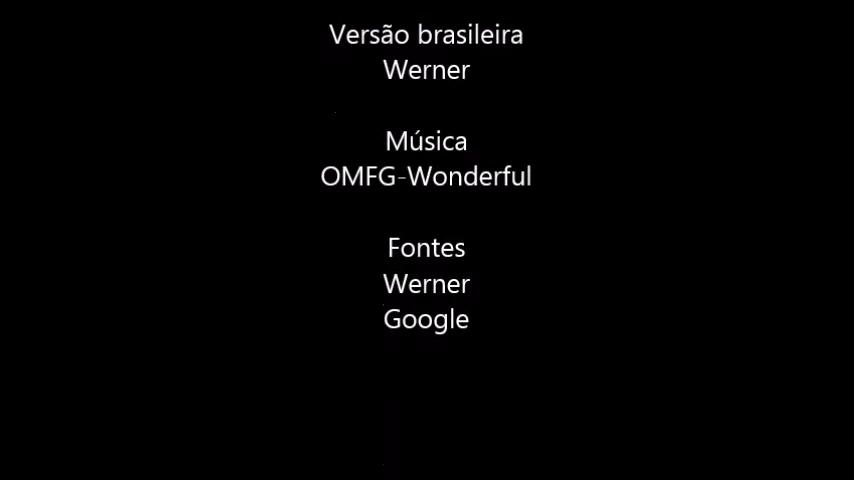 Versão brasileira
Werner
Música
OMFG-Wonderful
Fontes
Werner
Google